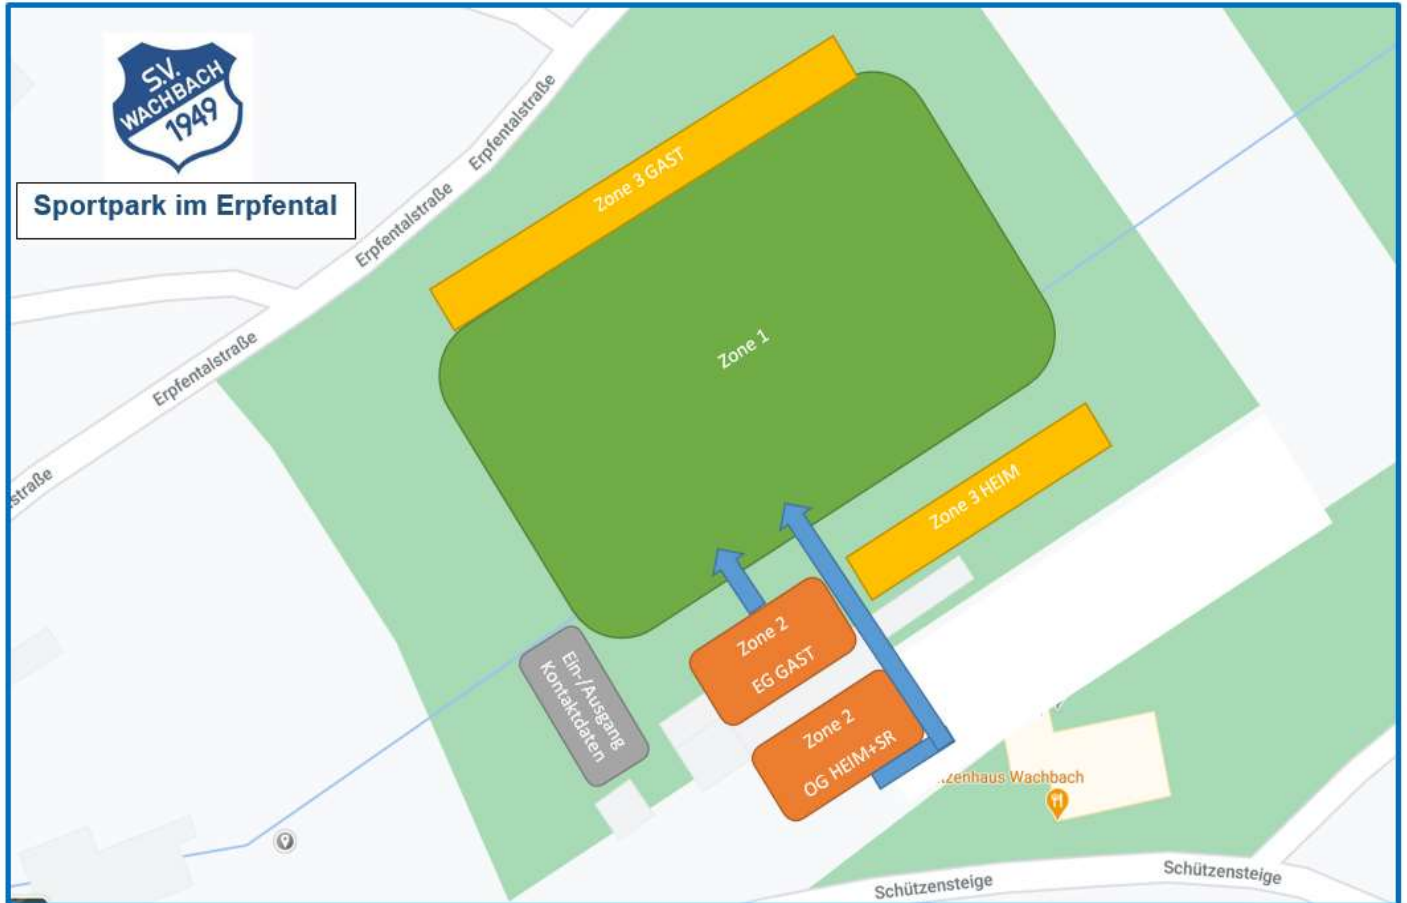 S.V.
WACHBACH
1949
Sportpark im Erpfental
Erpfentalstraße
Erpfentalstraße
Erpfentalstraße
straße
Zone 3 GAST
Zone 1
Zone 3 HEIM
Zone 2
EG GAST
Zone 2
OG HEIM+SR
Ein-/Ausgang
Kontaktdaten
tzenhaus Wachbach
Schützensteige
Schützensteige